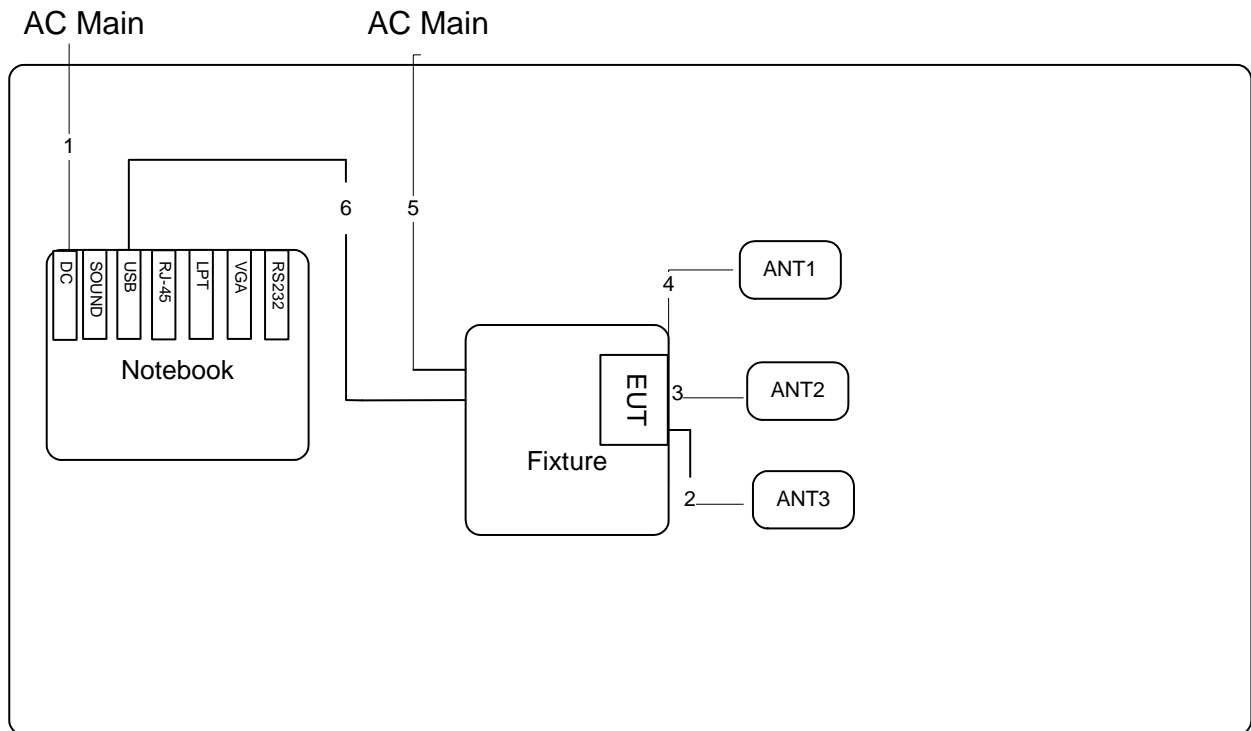 AC Main
AC Main
1
6
5
DC
SOUND
USB
RJ-45
LPT
VGA
RS232
Notebook
4
ANT1
EUT
3
ANT2
Fixture
2
ANT3